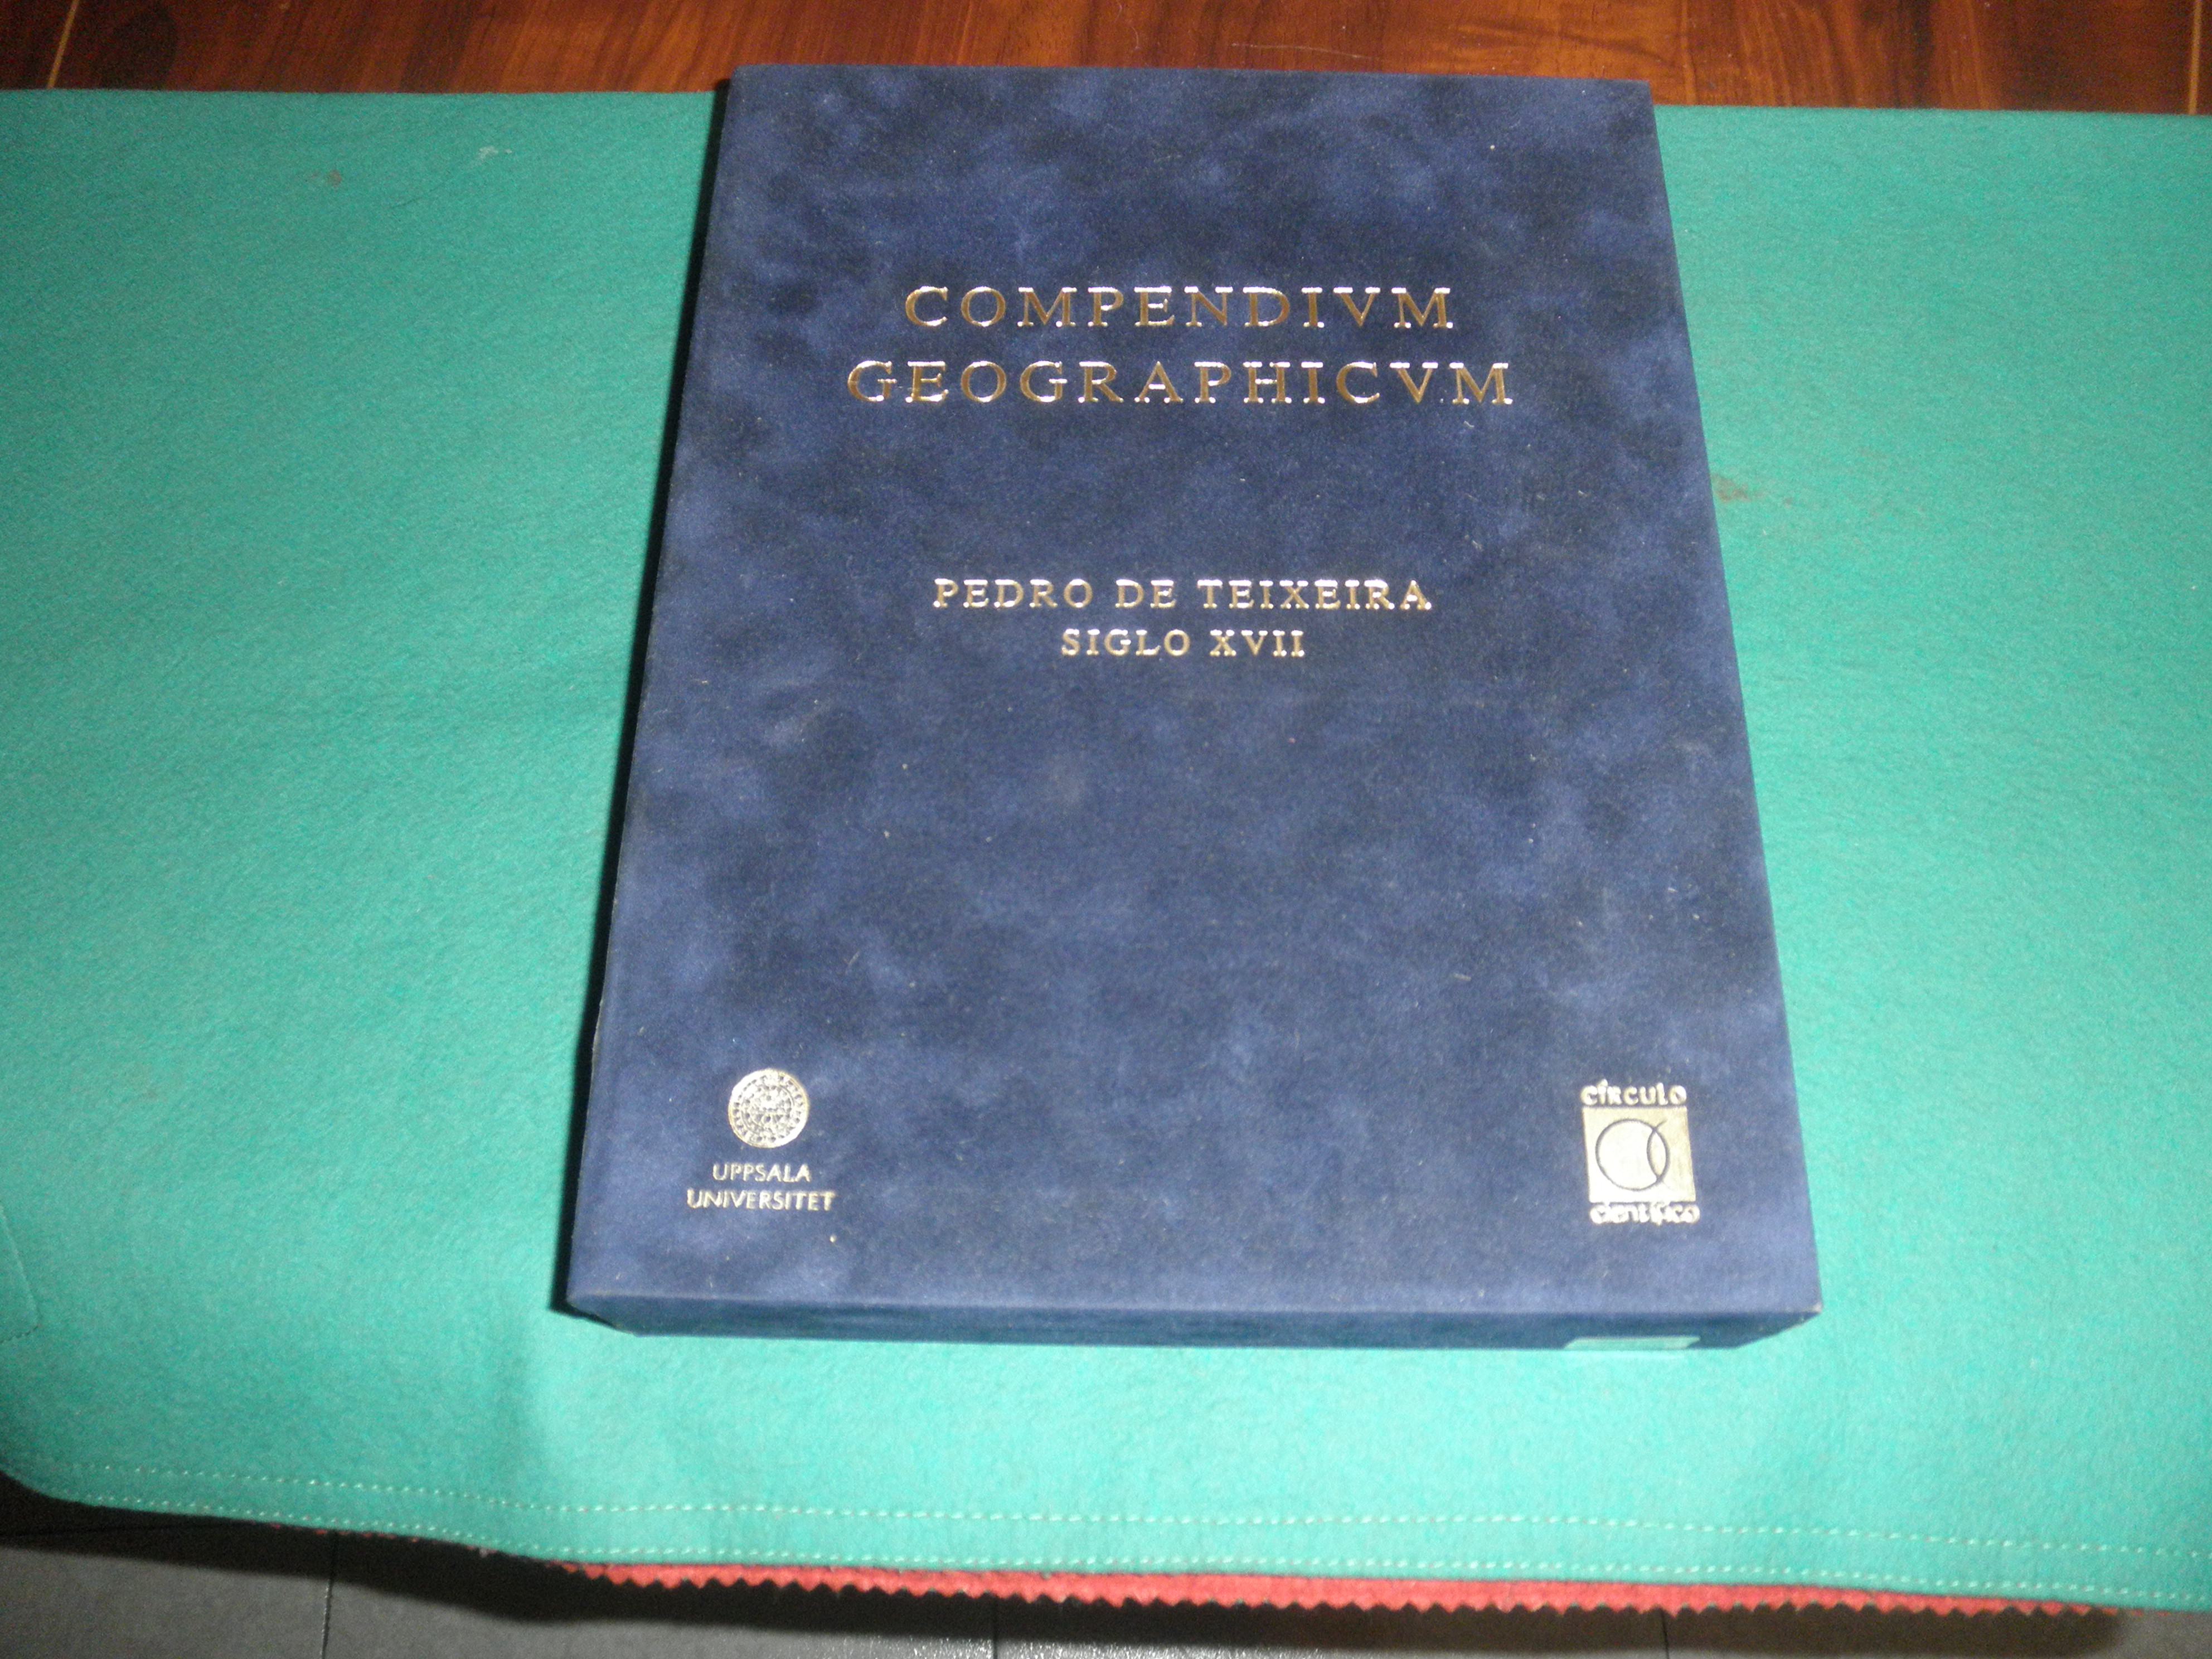 COMPENDIVM
GEOGRAPHICVM
PEDRO DE TEIXEIRA
SIGLO XVII
UPPSALA
UNIVERSITET
CÍRCULO
científico